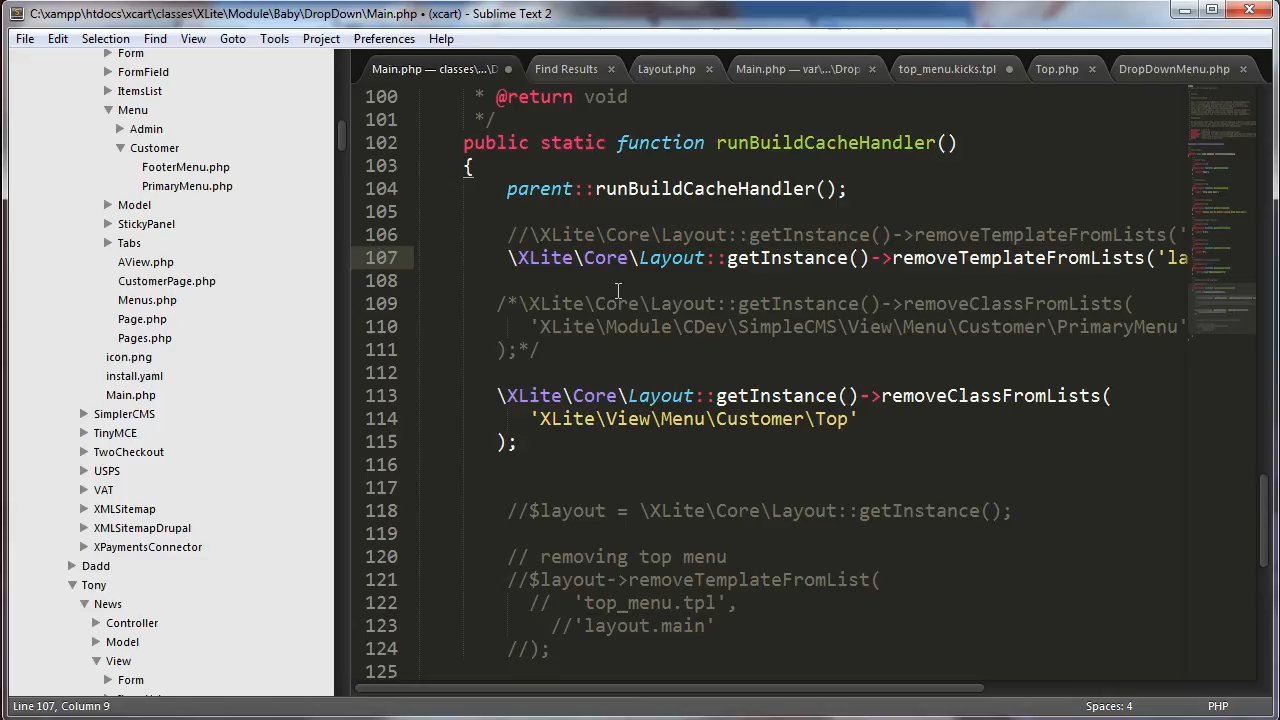 C:\xampp\htdocs\xcart\classes\XLite\Module\Baby\DropDown\Main.php • (xcart) - Sublime Text 2
File Edit Selection Find View Goto Tools Project Preferences Help
Main.php — classes\...\D Find Results Layout.php Main.php — var\...\Drop top_menu.kicks.tpl Top.php DropDownMenu.php
Form
FormField
ItemsList
Menu
Admin
Customer
FooterMenu.php
PrimaryMenu.php
Model
StickyPanel
Tabs
AView.php
CustomerPage.php
Menus.php
Page.php
Pages.php
icon.png
install.yaml
Main.php
SimplerCMS
TinyMCE
TwoCheckout
USPS
VAT
XMLSitemap
XMLSitemapDrupal
XPaymentsConnector
Dadd
Tony
News
Controller
Model
View
Form
100 * @return void
101 */
102 public static function runBuildCacheHandler()
103 {
104 parent::runBuildCacheHandler();
105
106 //\XLite\Core\Layout::getInstance()->removeTemplateFromLists('
107 \XLite\Core\Layout::getInstance()->removeTemplateFromLists('la
108
109 /*\XLite\Core\Layout::getInstance()->removeClassFromLists(
110 'XLite\Module\CDev\SimpleCMS\View\Menu\Customer\PrimaryMenu'
111 );*/
112
113 \XLite\Core\Layout::getInstance()->removeClassFromLists(
114 'XLite\View\Menu\Customer\Top'
115 );
116
117
118 //$layout = \XLite\Core\Layout::getInstance();
119
120 // removing top menu
121 //$layout->removeTemplateFromList(
122 // 'top_menu.tpl',
123 //'layout.main'
124 //);
125
Line 107, Column 9 Spaces: 4 PHP